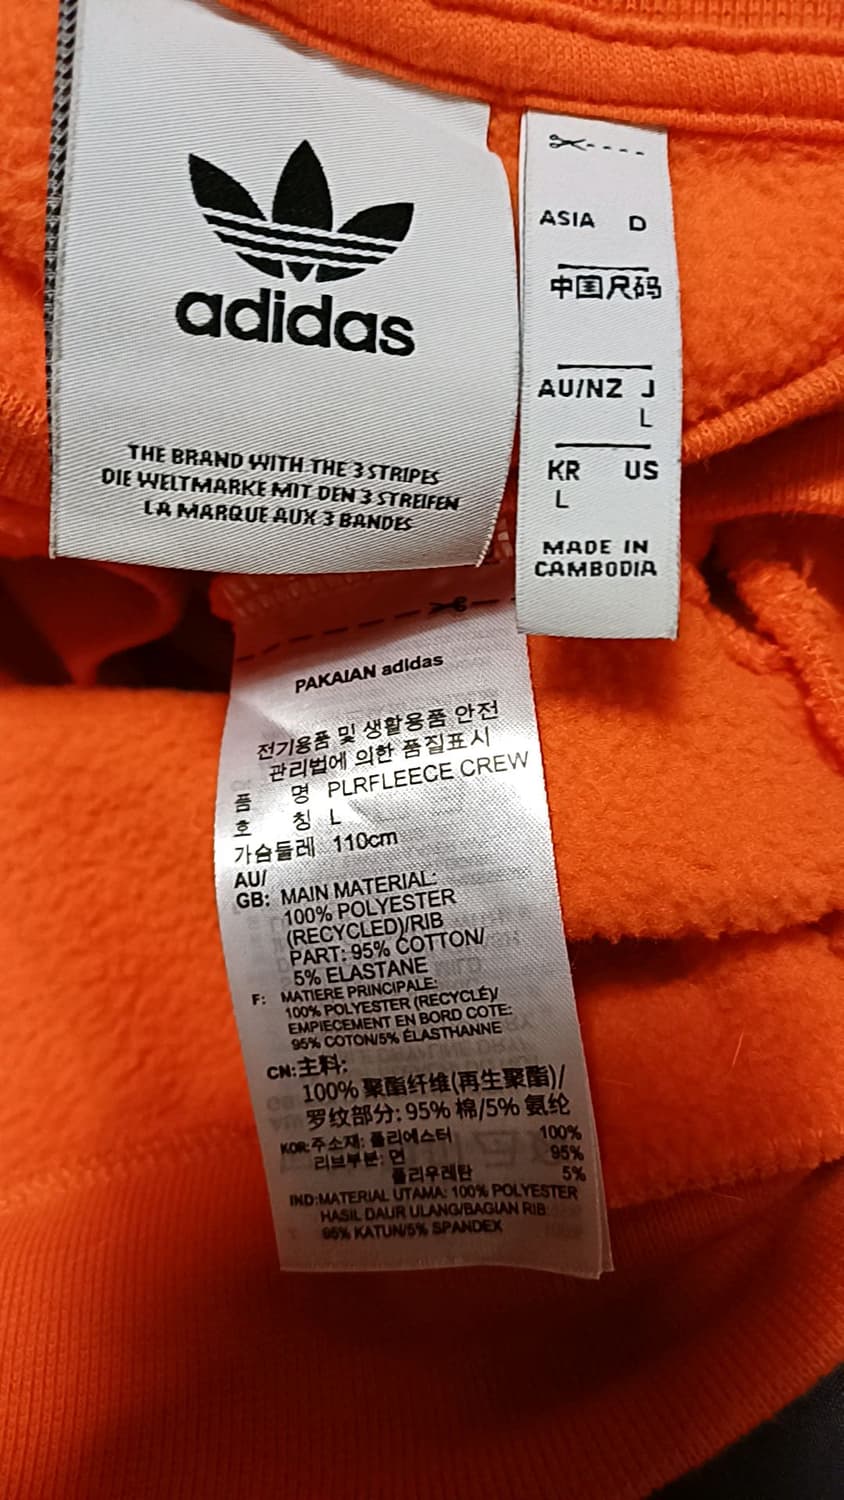 adidas
THE BRAND WITH THE 3 STRIPES
DIE WELTMARKE MIT DEN 3 STREIFEN
LA MARQUE AUX 3 BANDES
ASIA D
中国尺码
AU/NZ J
L
KR US
L
MADE IN
CAMBODIA
PAKAIAN adidas
전기용품 및 생활용품 안전
관리법에 의한 품질표시
품 명 PLRFLEECE CREW
호 칭 L
가슴둘레 110cm
AU/
GB: MAIN MATERIAL:
100% POLYESTER
(RECYCLED)/RIB
PART: 95% COTTON/
5% ELASTANE
F: MATIERE PRINCIPALE:
100% POLYESTER (RECYCLÉ)/
EMPIECEMENT EN BORD COTE:
95% COTON/5% ÉLASTHANNE
CN:主料:
100% 聚酯纤维(再生聚酯)/
罗纹部分: 95% 棉/5% 氨纶
KOR:주소재: 폴리에스터 100%
리브부분: 면 95%
폴리우레탄 5%
IND:MATERIAL UTAMA: 100% POLYESTER
HASIL DAUR ULANG/BAGIAN RIB:
95% KATUN/5% SPANDEX